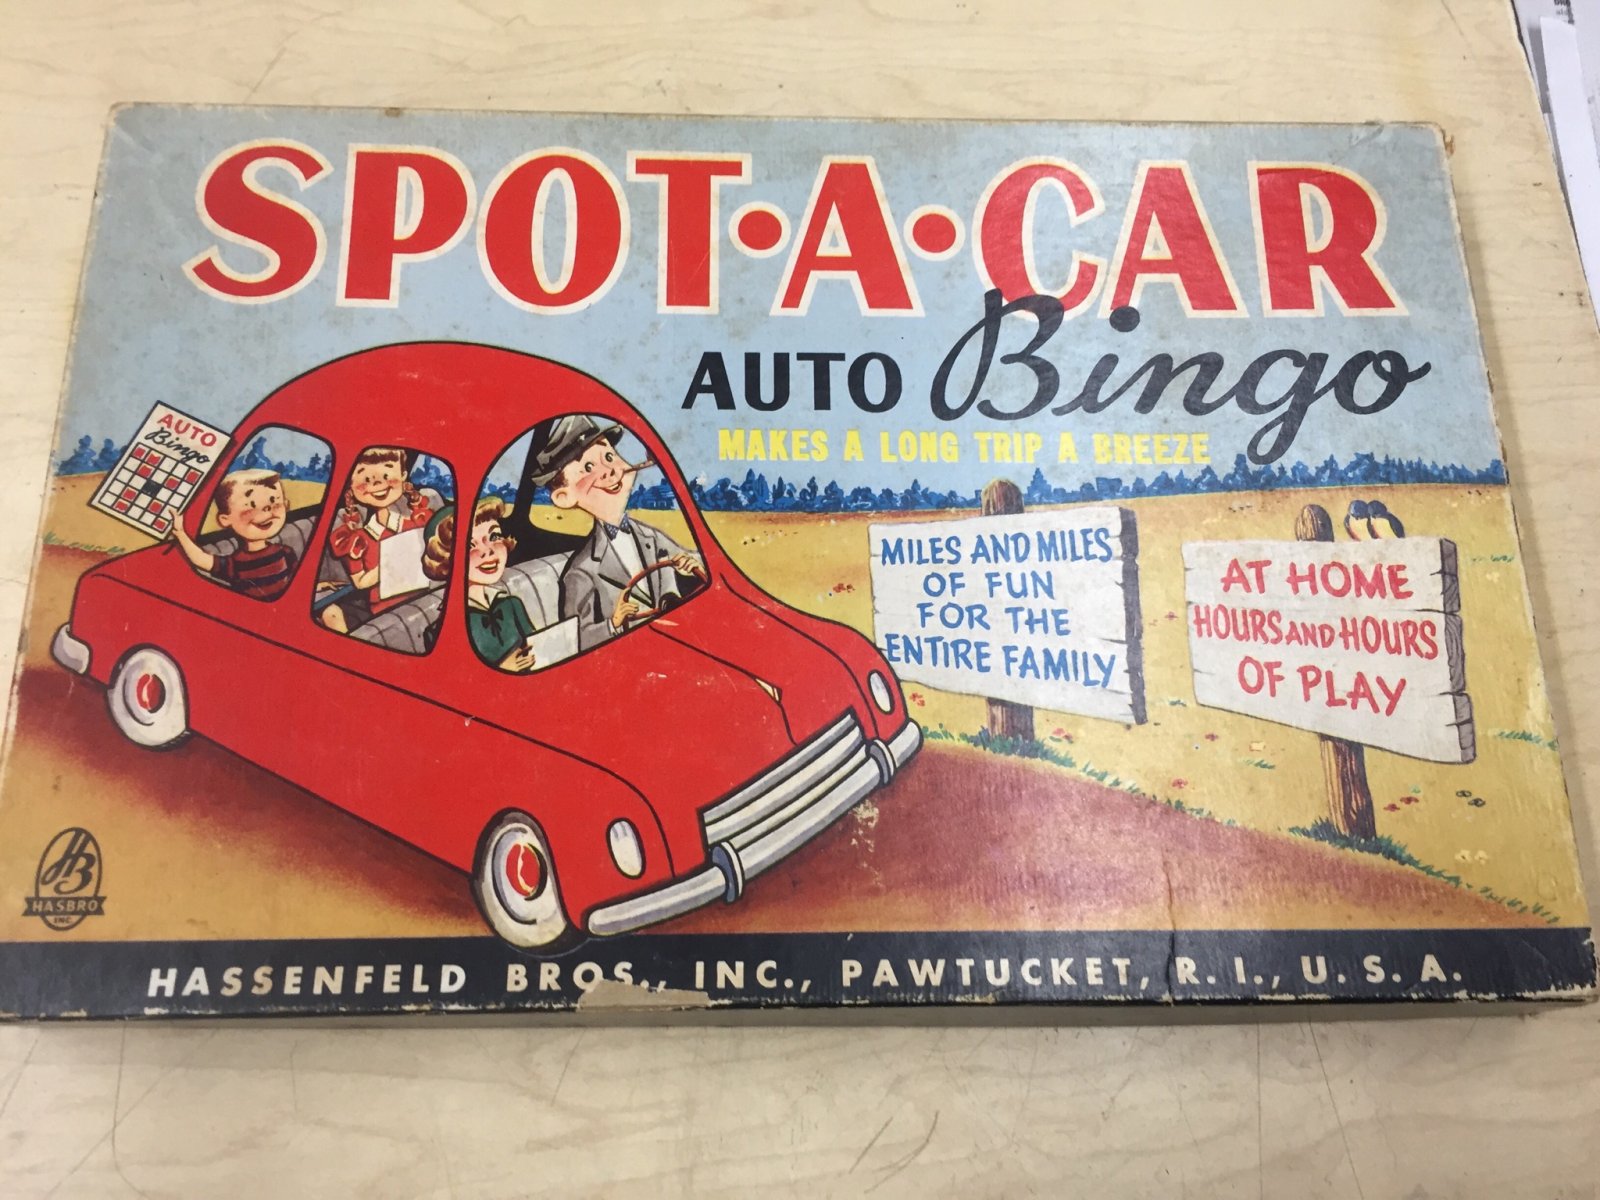 SPOT·A·CAR
AUTO Bingo
MAKES A LONG TRIP A BREEZE
AUTO
Bingo
MILES AND MILES
OF FUN
FOR THE
ENTIRE FAMILY
AT HOME
HOURS AND HOURS
OF PLAY
HB
HASBRO
INC.
HASSENFELD BROS., INC., PAWTUCKET, R. I., U. S. A.